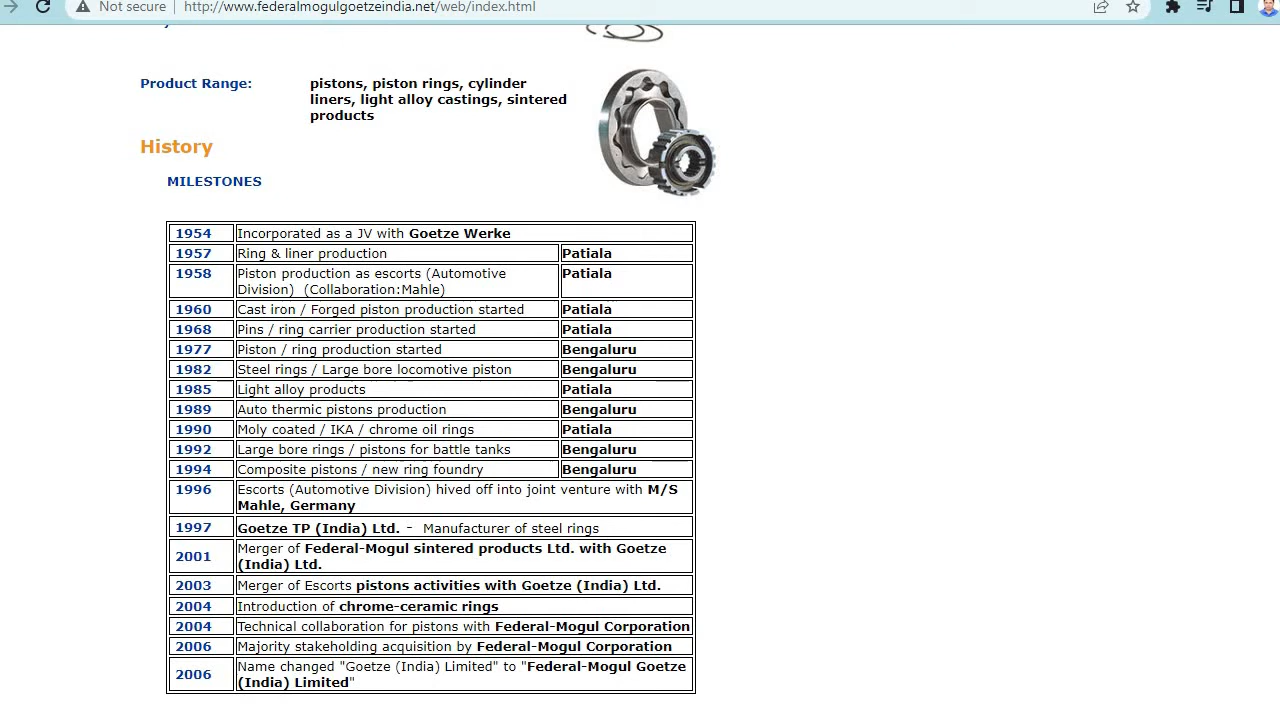 Not secure | http://www.federalmogulgoetzeindia.net/web/index.html
Product Range: pistons, piston rings, cylinder
liners, light alloy castings, sintered
products
History
MILESTONES
1954 Incorporated as a JV with Goetze Werke
1957 Ring & liner production Patiala
1958 Piston production as escorts (Automotive Patiala
Division) (Collaboration:Mahle)
1960 Cast iron / Forged piston production started Patiala
1968 Pins / ring carrier production started Patiala
1977 Piston / ring production started Bengaluru
1982 Steel rings / Large bore locomotive piston Bengaluru
1985 Light alloy products Patiala
1989 Auto thermic pistons production Bengaluru
1990 Moly coated / IKA / chrome oil rings Patiala
1992 Large bore rings / pistons for battle tanks Bengaluru
1994 Composite pistons / new ring foundry Bengaluru
1996 Escorts (Automotive Division) hived off into joint venture with M/S
Mahle, Germany
1997 Goetze TP (India) Ltd. - Manufacturer of steel rings
2001 Merger of Federal-Mogul sintered products Ltd. with Goetze
(India) Ltd.
2003 Merger of Escorts pistons activities with Goetze (India) Ltd.
2004 Introduction of chrome-ceramic rings
2004 Technical collaboration for pistons with Federal-Mogul Corporation
2006 Majority stakeholding acquisition by Federal-Mogul Corporation
2006 Name changed "Goetze (India) Limited" to "Federal-Mogul Goetze
(India) Limited"